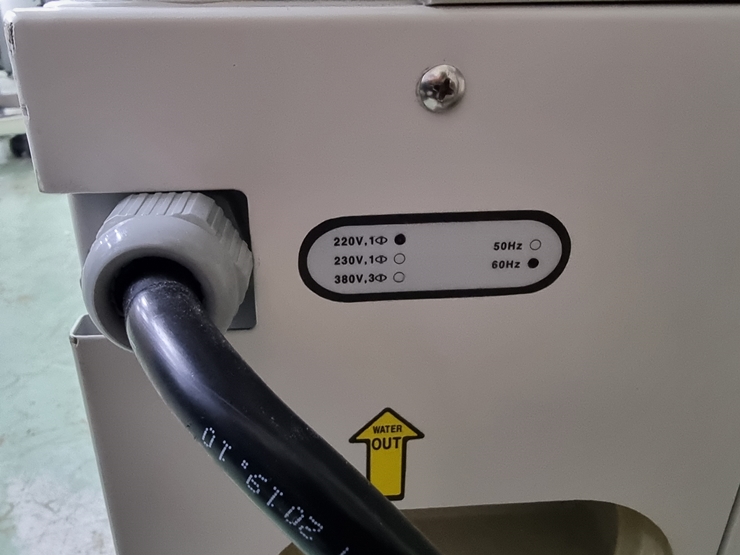 220V,1Φ
230V,1Φ
380V,3Φ
50Hz
60Hz
WATER
OUT
2019.10